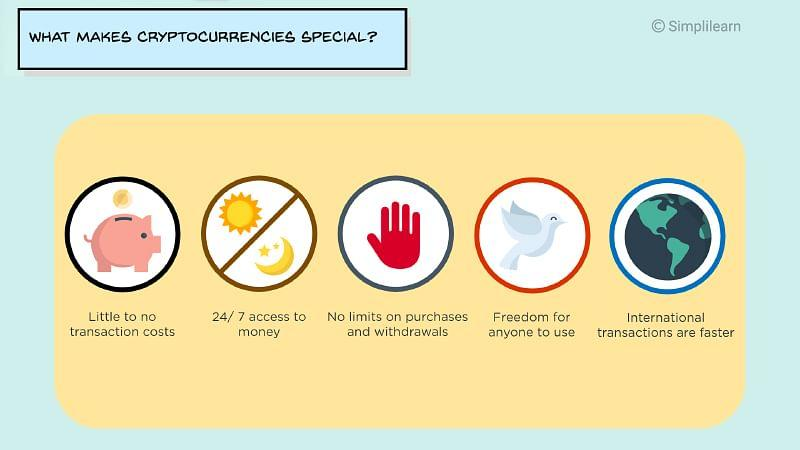 WHAT MAKES CRYPTOCURRENCIES SPECIAL?
© Simplilearn
Little to no
transaction costs
24/ 7 access to
money
No limits on purchases
and withdrawals
Freedom for
anyone to use
International
transactions are faster